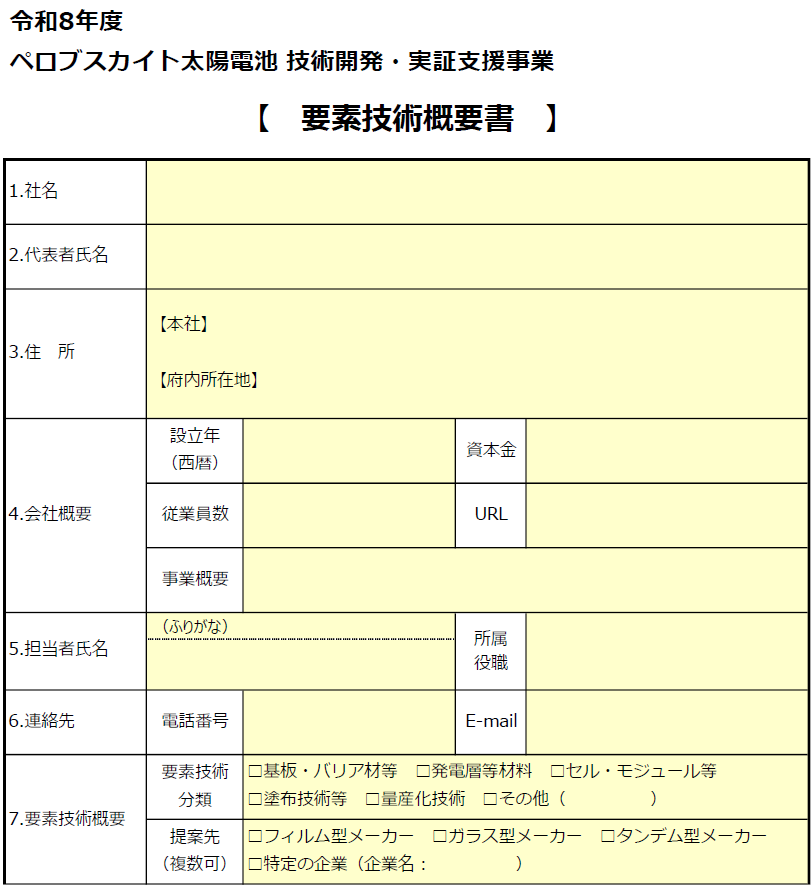 令和8年度
ペロブスカイト太陽電池 技術開発・実証支援事業
【　要素技術概要書　】
1.社名
2.代表者氏名
3.住　所
【本社】
【府内所在地】
4.会社概要
設立年
（西暦）
資本金
従業員数
URL
事業概要
5.担当者氏名
（ふりがな）
所属
役職
6.連絡先
電話番号
E-mail
7.要素技術概要
要素技術
分類
□基板・バリア材等　□発電層等材料　□セル・モジュール等
□塗布技術等　□量産化技術　□その他（　　　　　）
提案先
（複数可）
□フィルム型メーカー　□ガラス型メーカー　□タンデム型メーカー
□特定の企業（企業名：　　　　　）